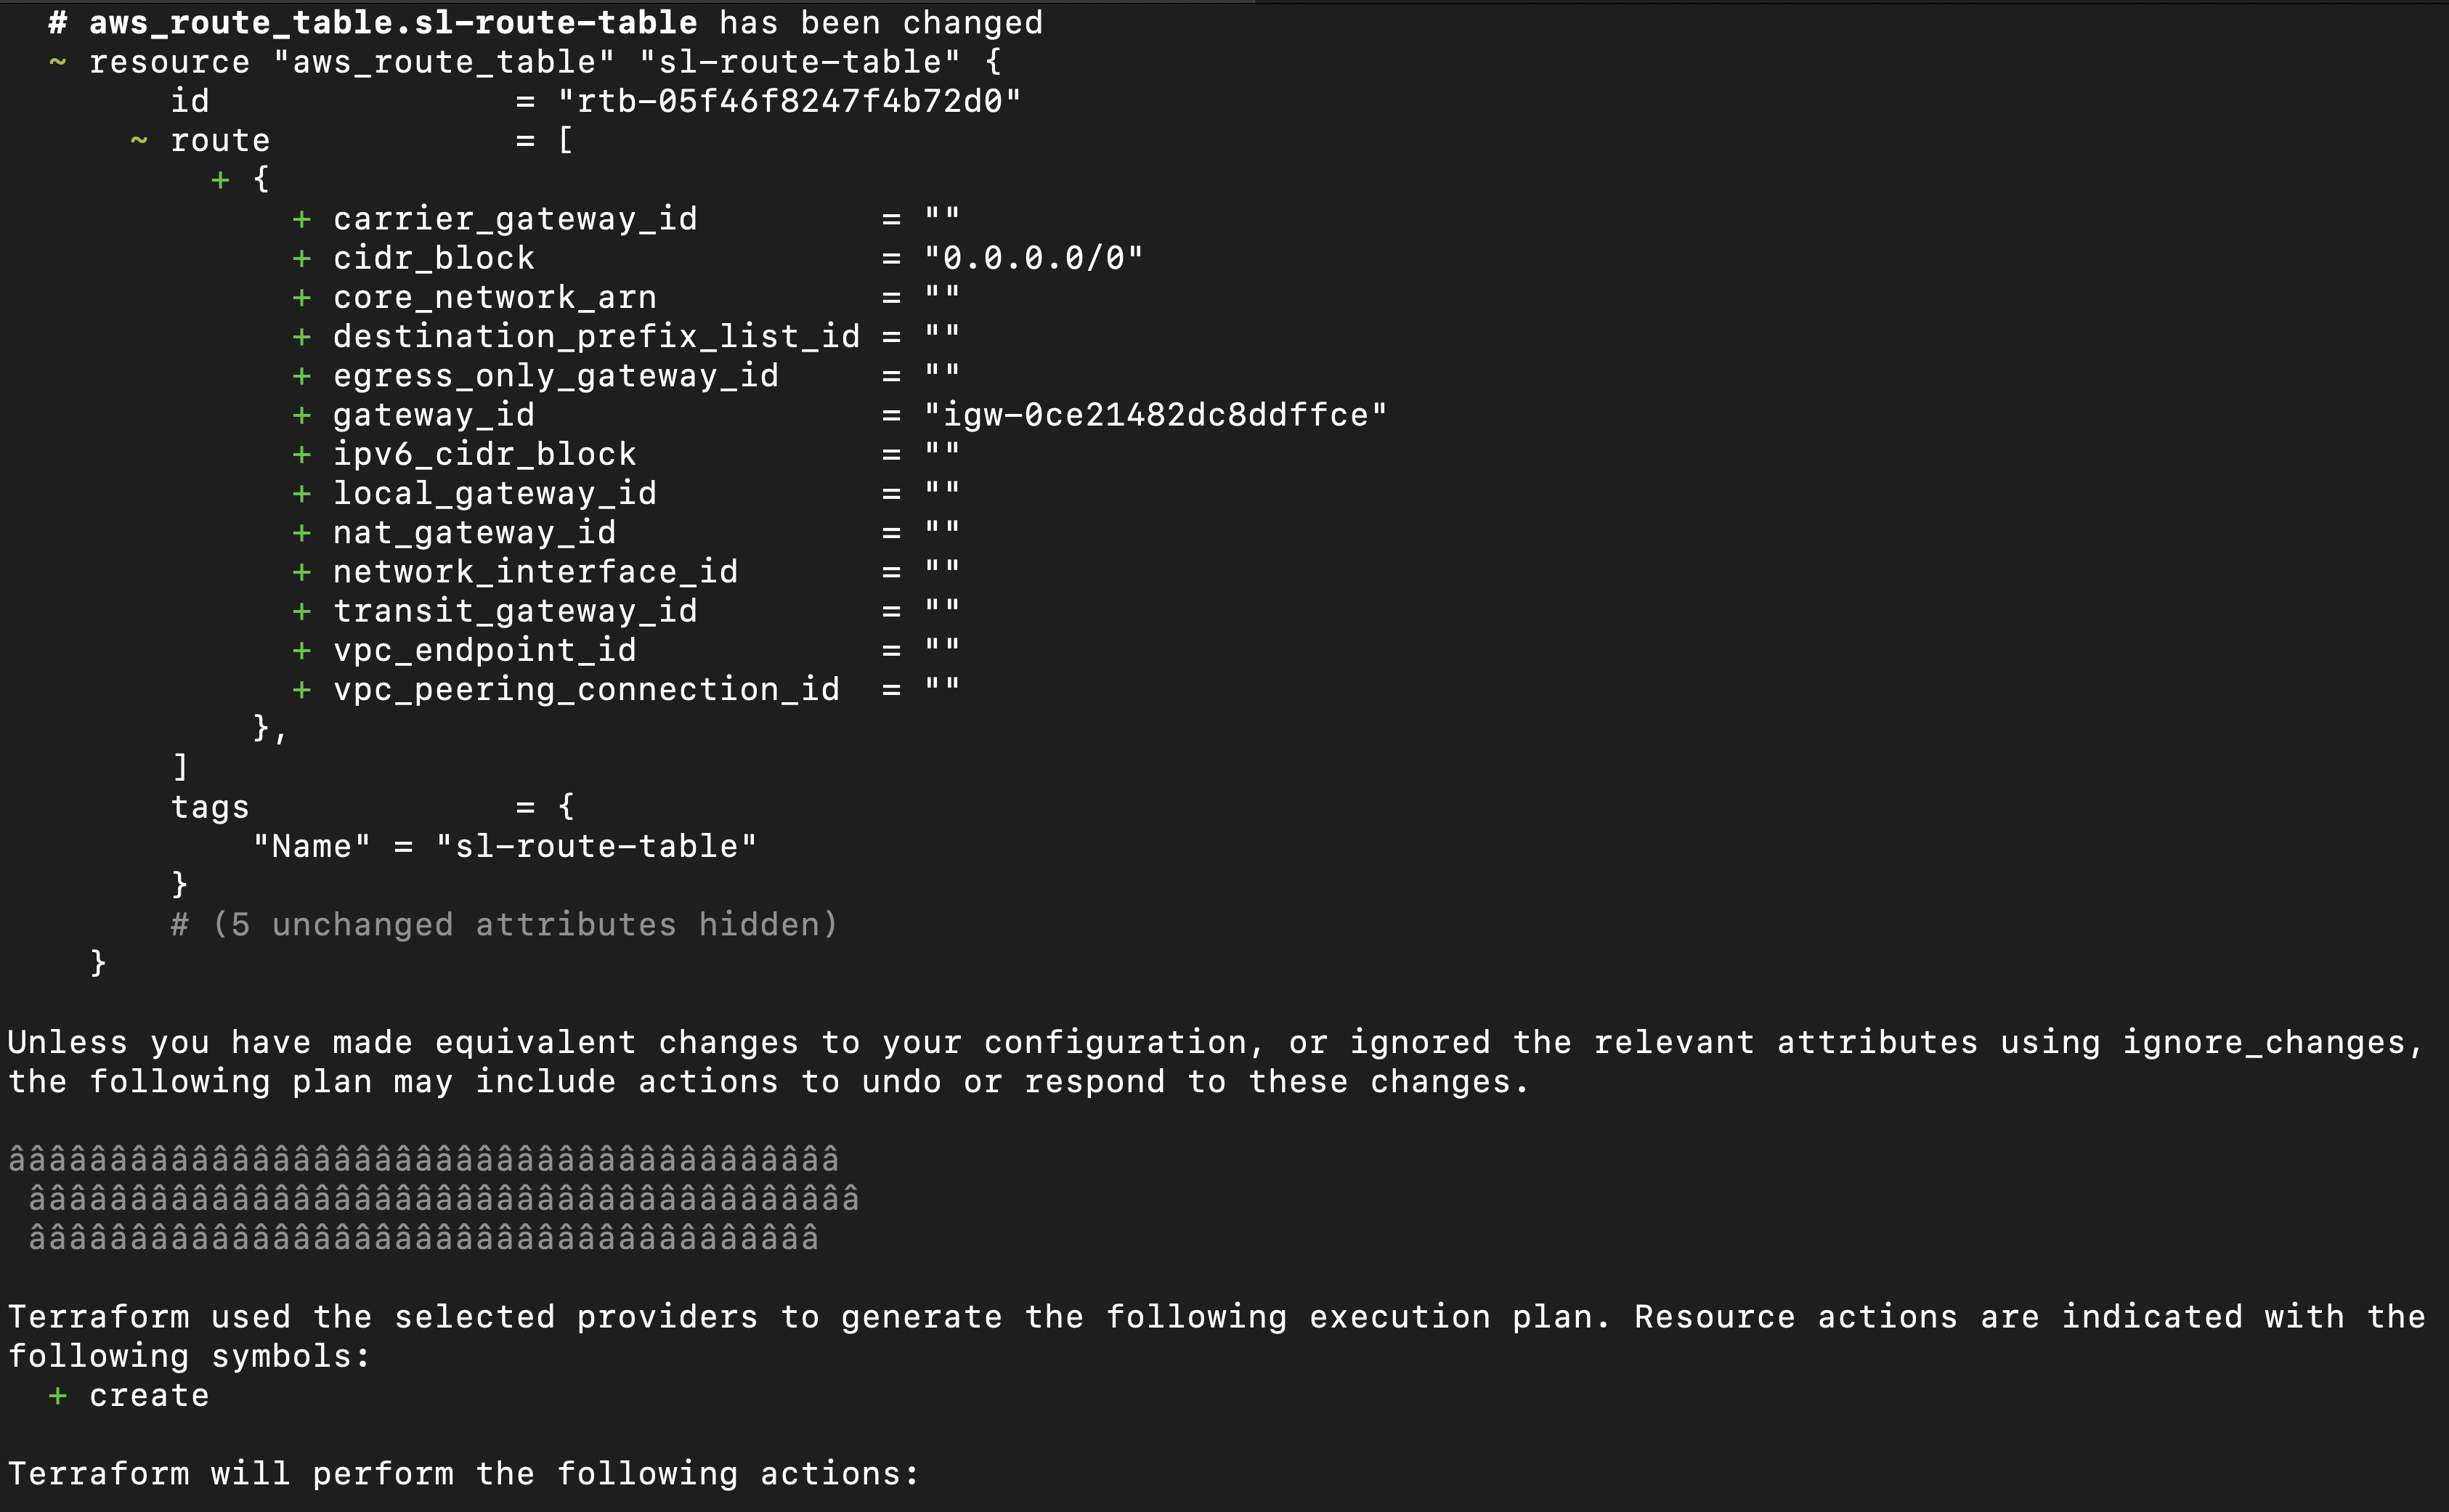 # aws_route_table.sl-route-table has been changed
~ resource "aws_route_table" "sl-route-table" {
id = "rtb-05f46f8247f4b72d0"
~ route = [
+ {
+ carrier_gateway_id = ""
+ cidr_block = "0.0.0.0/0"
+ core_network_arn = ""
+ destination_prefix_list_id = ""
+ egress_only_gateway_id = ""
+ gateway_id = "igw-0ce21482dc8ddffce"
+ ipv6_cidr_block = ""
+ local_gateway_id = ""
+ nat_gateway_id = ""
+ network_interface_id = ""
+ transit_gateway_id = ""
+ vpc_endpoint_id = ""
+ vpc_peering_connection_id = ""
},
]
tags = {
"Name" = "sl-route-table"
}
# (5 unchanged attributes hidden)
}
Unless you have made equivalent changes to your configuration, or ignored the relevant attributes using ignore_changes,
the following plan may include actions to undo or respond to these changes.
âââââââââââââââââââââââââââââââââââââââââ
âââââââââââââââââââââââââââââââââââââââââ
âââââââââââââââââââââââââââââââââââââââ
Terraform used the selected providers to generate the following execution plan. Resource actions are indicated with the
following symbols:
+ create
Terraform will perform the following actions: